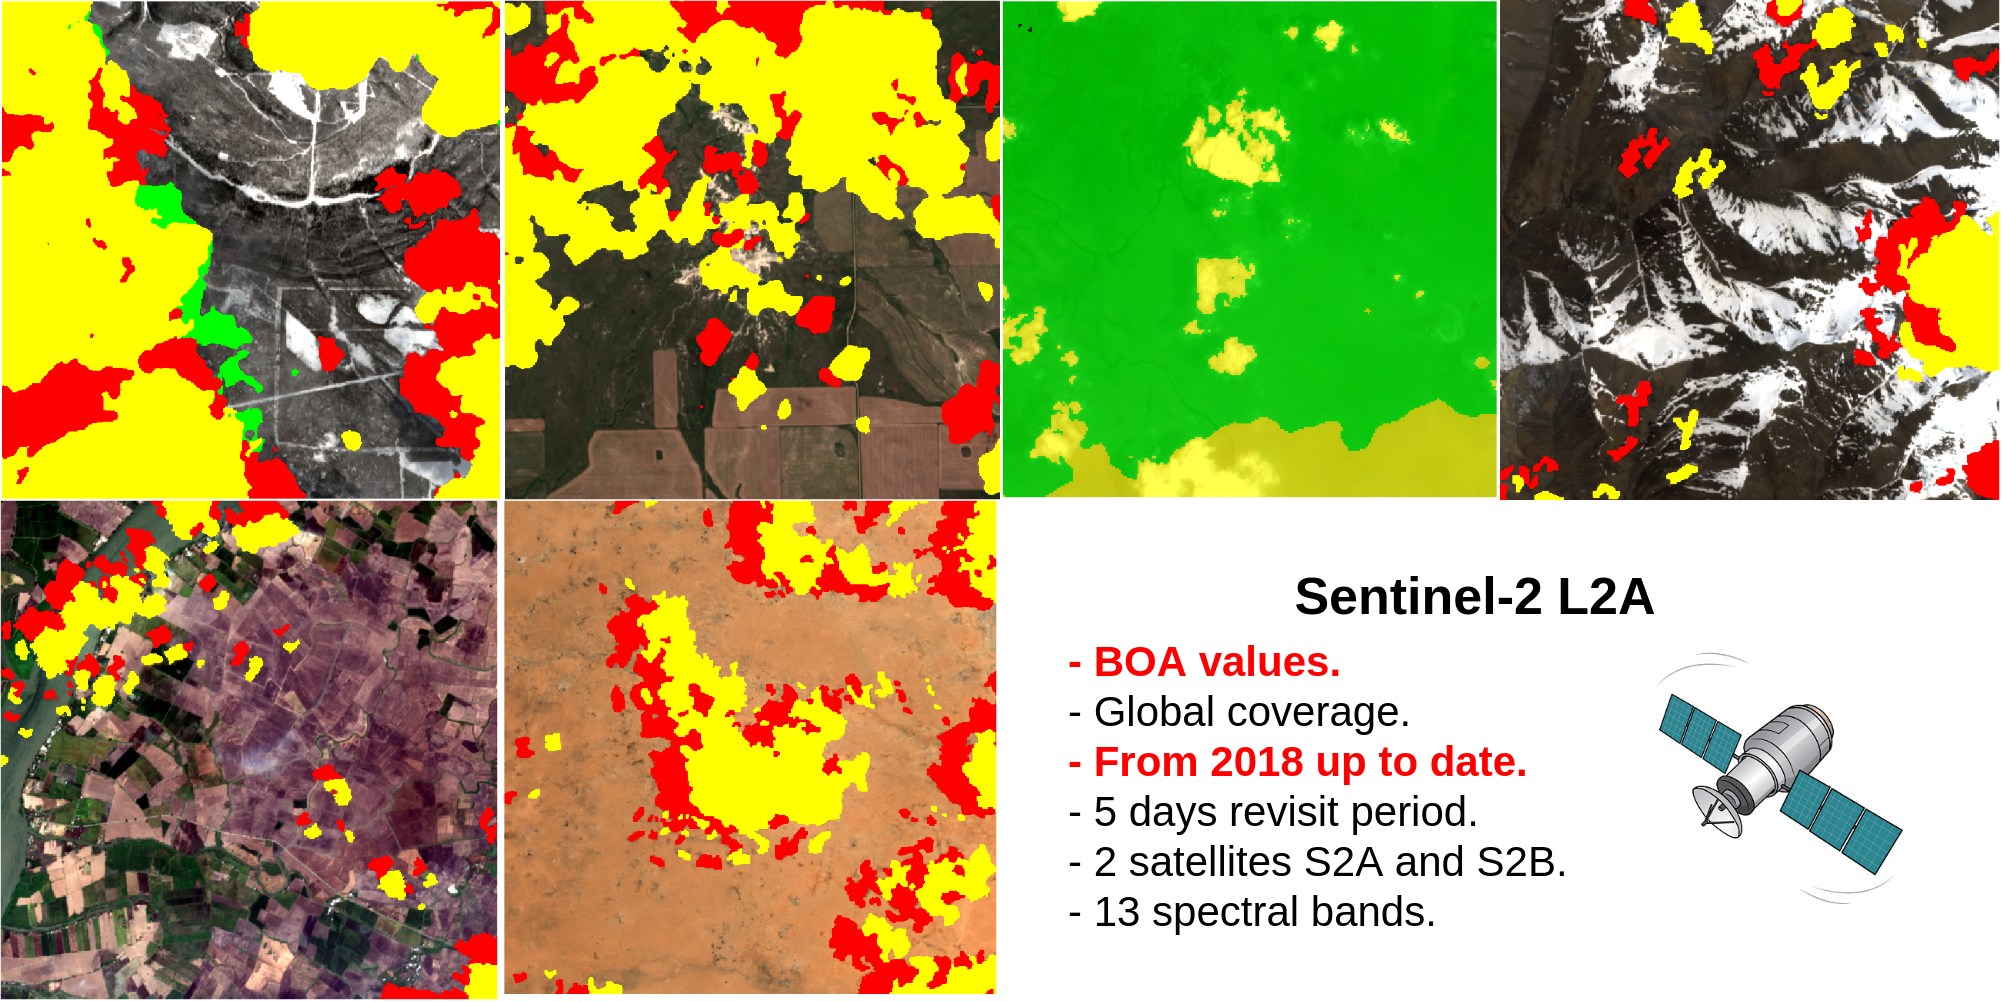 Sentinel-2 L2A
- BOA values.
- Global coverage.
- From 2018 up to date.
- 5 days revisit period.
- 2 satellites S2A and S2B.
- 13 spectral bands.